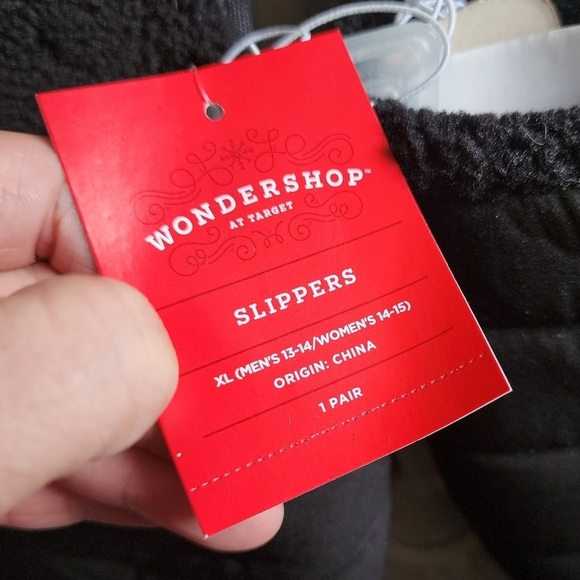 WONDERSHOP™
AT TARGET
SLIPPERS
XL (MEN'S 13-14/WOMEN'S 14-15)
ORIGIN: CHINA
1 PAIR